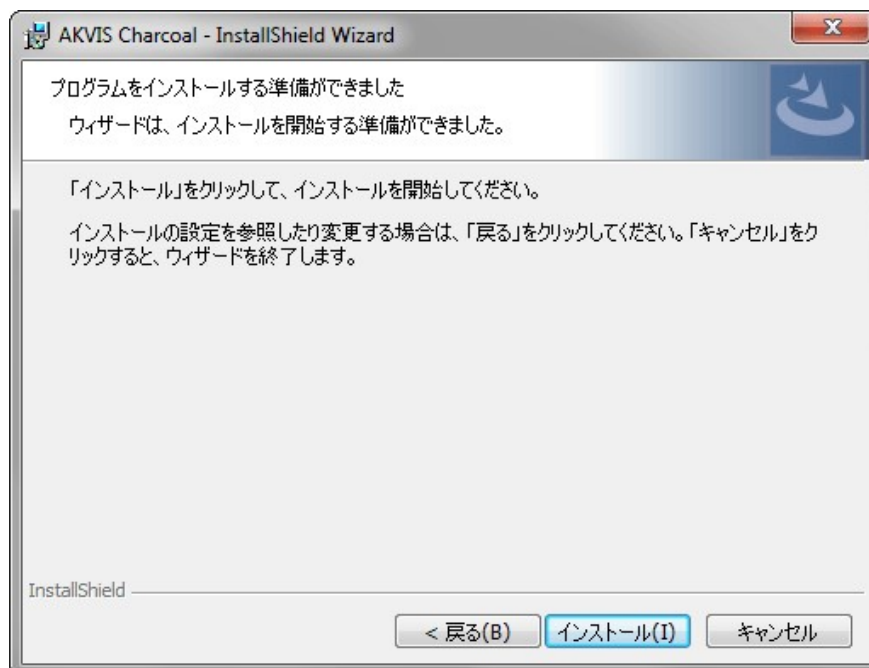 AKVIS Charcoal - InstallShield Wizard
プログラムをインストールする準備ができました
ウィザードは、インストールを開始する準備ができました。
「インストール」をクリックして、インストールを開始してください。
インストールの設定を参照したり変更する場合は、「戻る」をクリックしてください。「キャンセル」をク
リックすると、ウィザードを終了します。
InstallShield
< 戻る(B) インストール(I) キャンセル